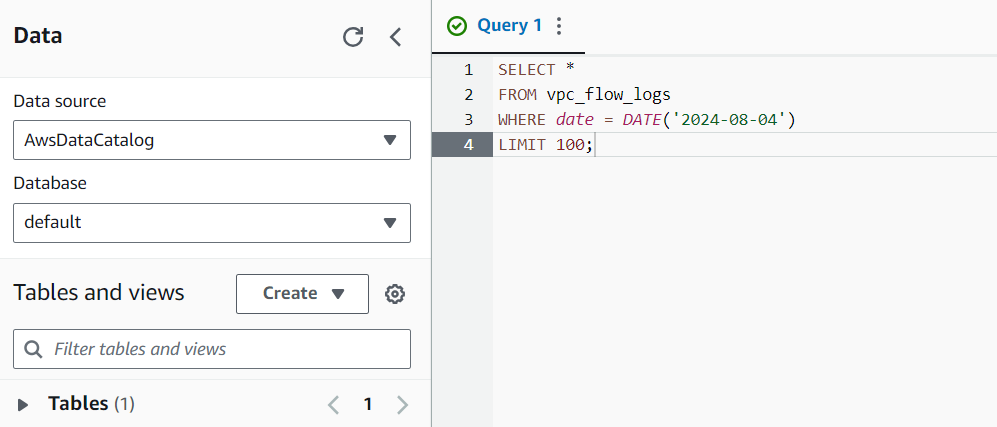 Data
Data source
AwsDataCatalog
Database
default
Tables and views
Create
Filter tables and views
Tables (1)
1
Query 1
1 SELECT *
2 FROM vpc_flow_logs
3 WHERE date = DATE('2024-08-04')
4 LIMIT 100;